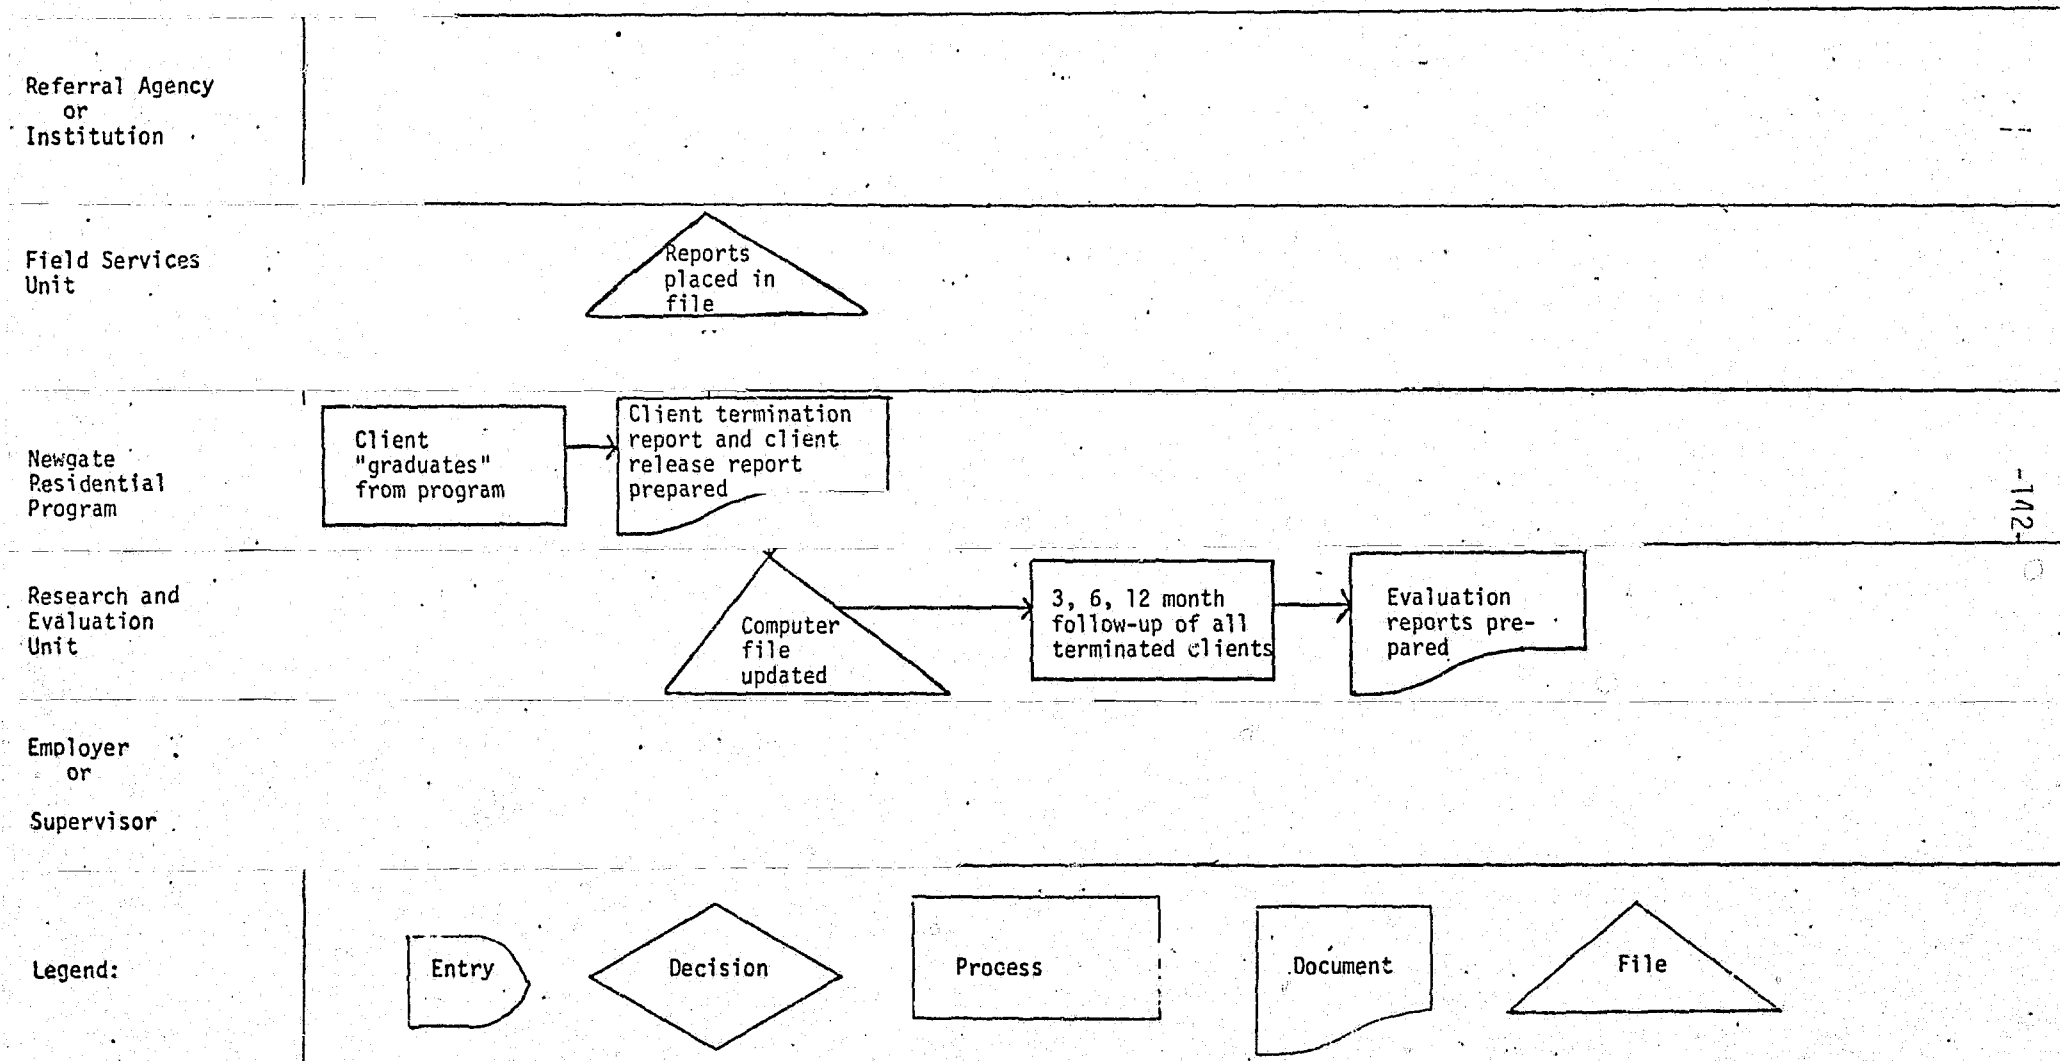 Referral Agency
or
Institution
Field Services
Unit
Reports
placed in
file
Newgate
Residential
Program
Client
"graduates"
from program
Client termination
report and client
release report
prepared
-142-
Research and
Evaluation
Unit
Computer
file
updated
3, 6, 12 month
follow-up of all
terminated clients
Evaluation
reports pre-
pared
Employer
or
Supervisor
Legend:
Entry
Decision
Process
Document
File